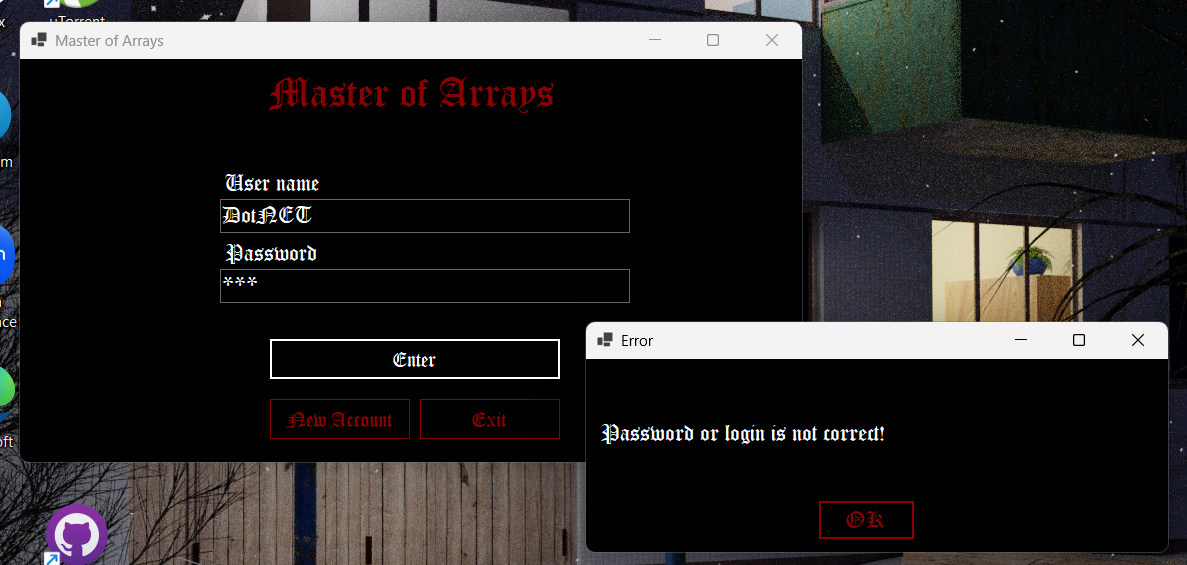 uTorrent
Master of Arrays
Master of Arrays
User name
DotNET
Password
***
Enter
New Account
Exit
Error
Password or login is not correct!
OK